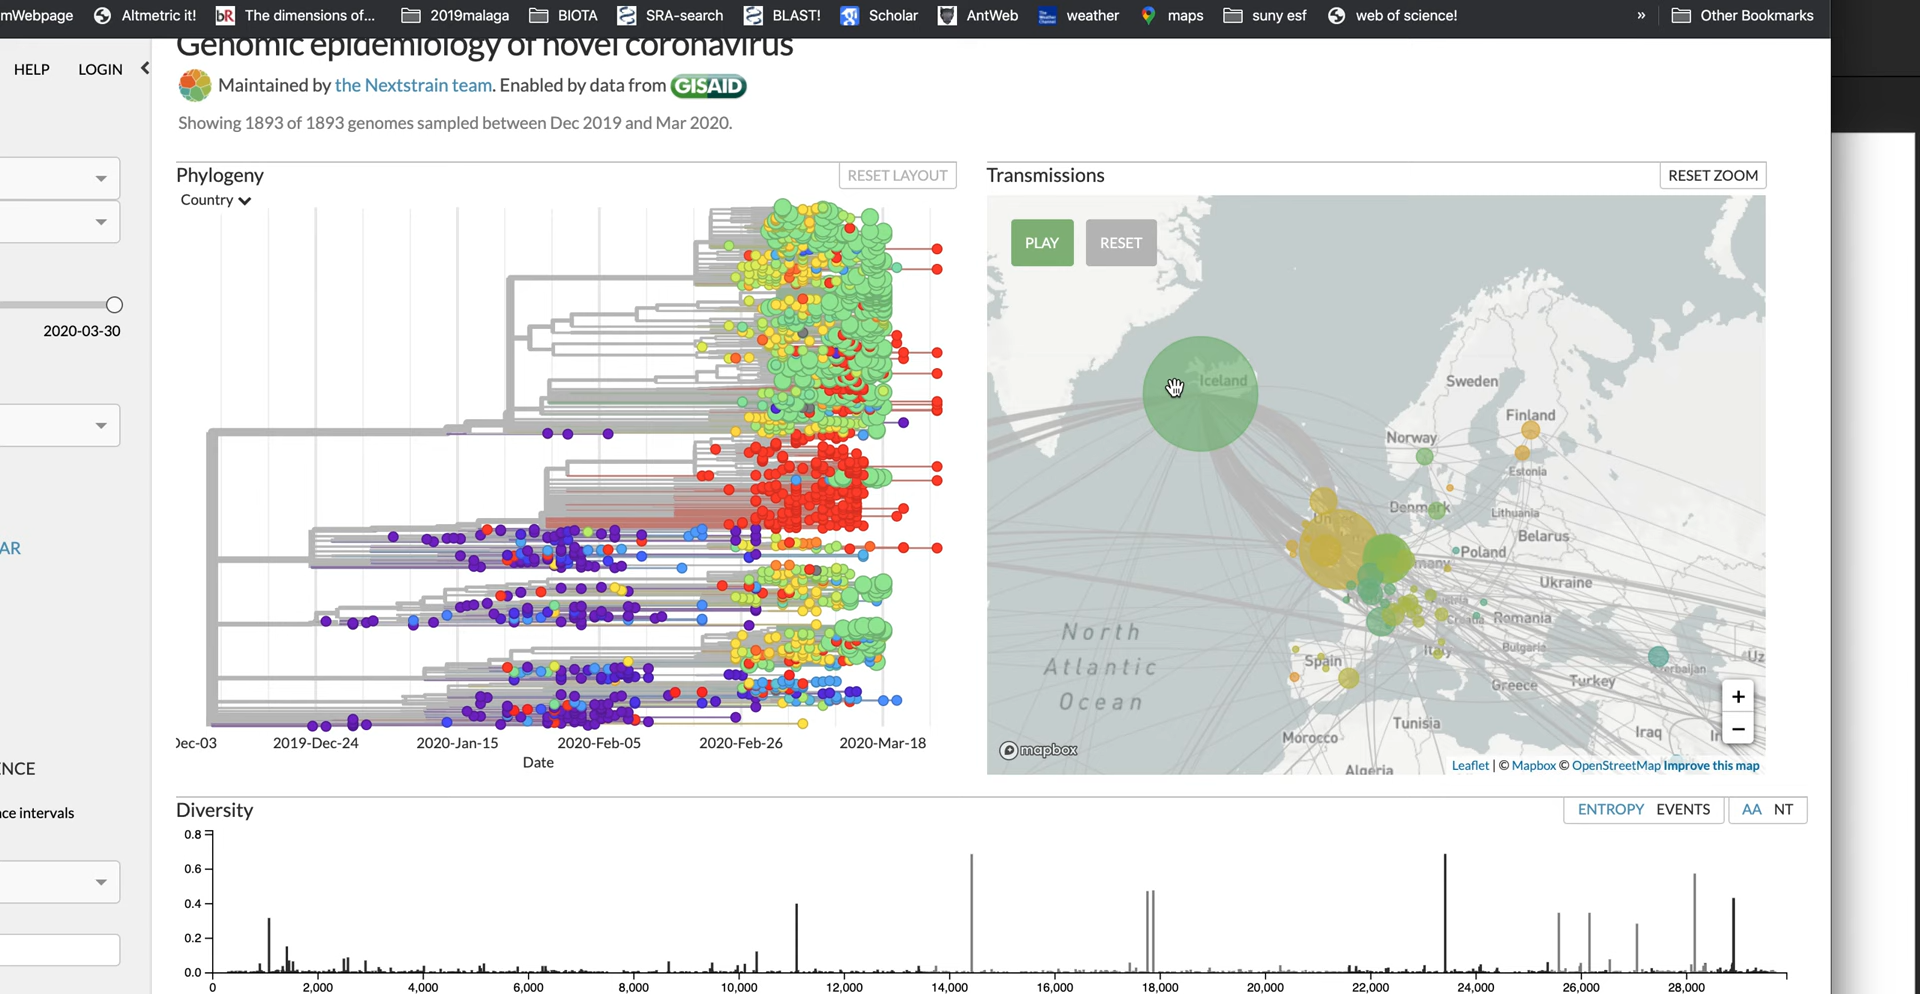 mWebpage Altmetric it! bR The dimensions of... 2019malaga BIOTA SRA-search BLAST! Scholar AntWeb weather maps suny esf web of science! » Other Bookmarks
Genomic epidemiology of novel coronavirus
HELP LOGIN
Maintained by the Nextstrain team. Enabled by data from GISAID
Showing 1893 of 1893 genomes sampled between Dec 2019 and Mar 2020.
2020-03-30
AR
ENCE
ce intervals
Phylogeny
RESET LAYOUT
Country
Dec-03 2019-Dec-24 2020-Jan-15 2020-Feb-05 2020-Feb-26 2020-Mar-18
Date
Transmissions
RESET ZOOM
PLAY RESET
Iceland
Sweden
Finland
Norway
Estonia
Denmark
Lithuania
Belarus
Poland
many
Ukraine
Romania
North
Atlantic
Ocean
Spain
Italy
Bulgaria
erbaijan
Uz
Greece
Turkey
Tunisia
Morocco
Iraq
Ir
Algeria
+
−
mapbox
Leaflet | © Mapbox © OpenStreetMap Improve this map
Diversity
ENTROPY EVENTS AA NT
0.8
0.6
0.4
0.2
0.0
0 2,000 4,000 6,000 8,000 10,000 12,000 14,000 16,000 18,000 20,000 22,000 24,000 26,000 28,000